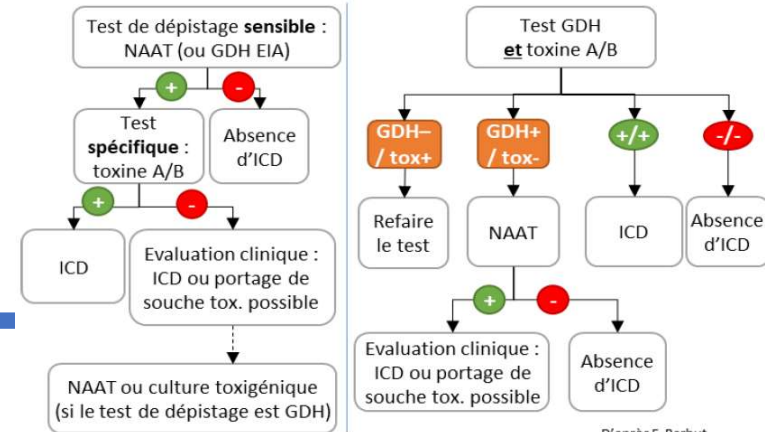 Test de dépistage sensible :
NAAT (ou GDH EIA)
+
-
Test
spécifique :
toxine A/B
Absence
d'ICD
+
-
ICD
Evaluation clinique :
ICD ou portage de
souche tox. possible
NAAT ou culture toxigénique
(si le test de dépistage est GDH)
Test GDH
et toxine A/B
GDH–
/ tox+
GDH+
/ tox-
+/+
-/-
Refaire
le test
NAAT
ICD
Absence
d'ICD
+
-
Evaluation clinique :
ICD ou portage de
souche tox. possible
Absence
d'ICD
D'après F. Barbut